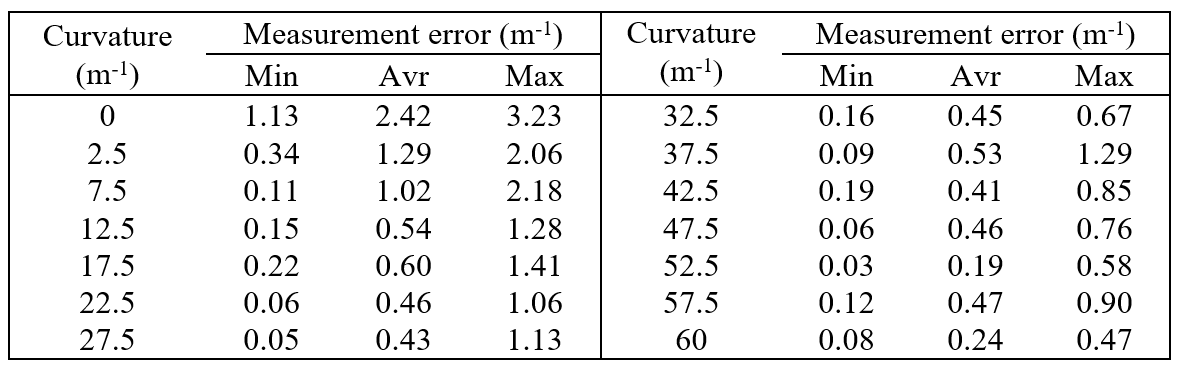 Curvature Measurement error (m⁻¹) Curvature Measurement error (m⁻¹)
(m⁻¹) Min Avr Max (m⁻¹) Min Avr Max
0 1.13 2.42 3.23 32.5 0.16 0.45 0.67
2.5 0.34 1.29 2.06 37.5 0.09 0.53 1.29
7.5 0.11 1.02 2.18 42.5 0.19 0.41 0.85
12.5 0.15 0.54 1.28 47.5 0.06 0.46 0.76
17.5 0.22 0.60 1.41 52.5 0.03 0.19 0.58
22.5 0.06 0.46 1.06 57.5 0.12 0.47 0.90
27.5 0.05 0.43 1.13 60 0.08 0.24 0.47